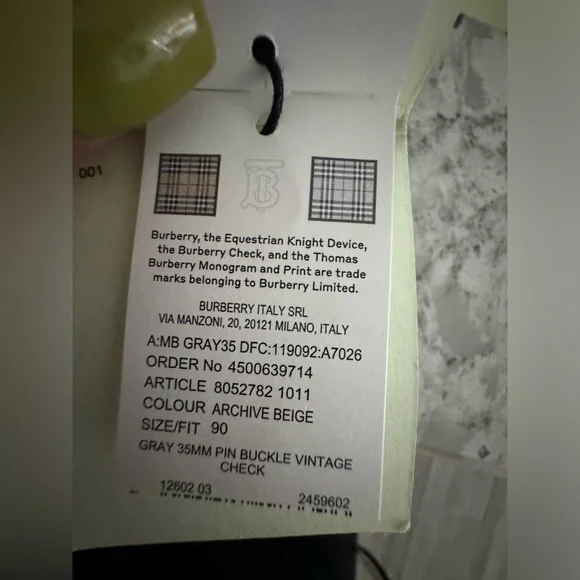 001
TB
Burberry, the Equestrian Knight Device,
the Burberry Check, and the Thomas
Burberry Monogram and Print are trade
marks belonging to Burberry Limited.
BURBERRY ITALY SRL
VIA MANZONI, 20, 20121 MILANO, ITALY
A:MB GRAY35 DFC:119092:A7026
ORDER No 4500639714
ARTICLE 8052782 1011
COLOUR ARCHIVE BEIGE
SIZE/FIT 90
GRAY 35MM PIN BUCKLE VINTAGE
CHECK
12602 03 2459602